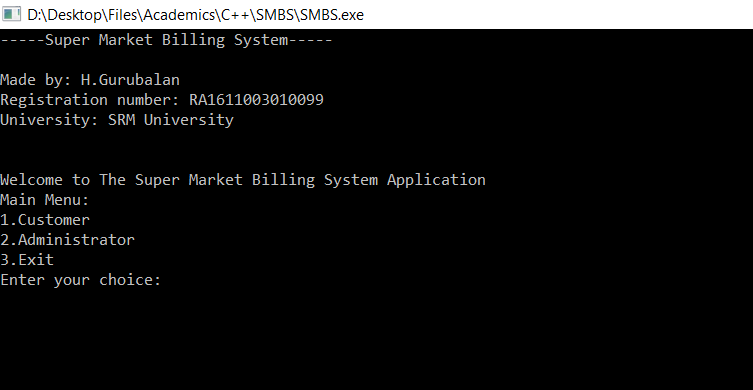 D:\Desktop\Files\Academics\C++\SMBS\SMBS.exe
-----Super Market Billing System-----
Made by: H.Gurubalan
Registration number: RA1611003010099
University: SRM University
Welcome to The Super Market Billing System Application
Main Menu:
1.Customer
2.Administrator
3.Exit
Enter your choice: